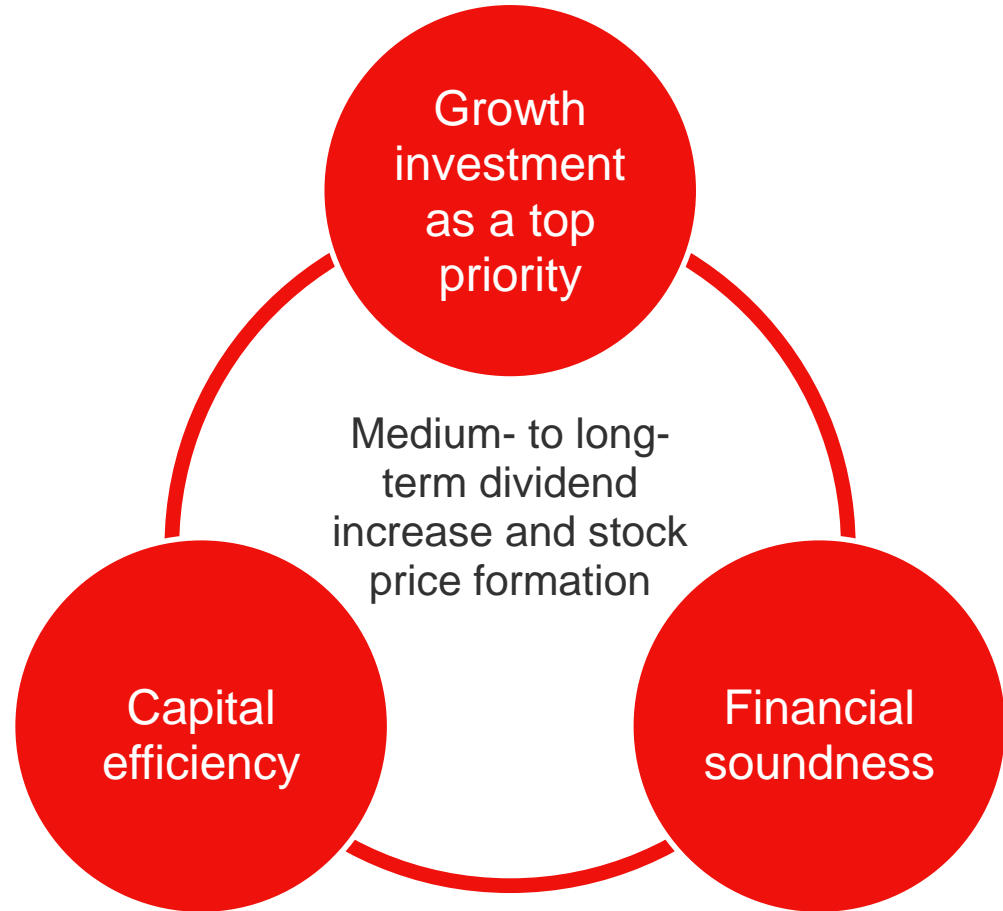 Growth
investment
as a top
priority
Medium- to long-
term dividend
increase and stock
price formation
Capital
efficiency
Financial
soundness